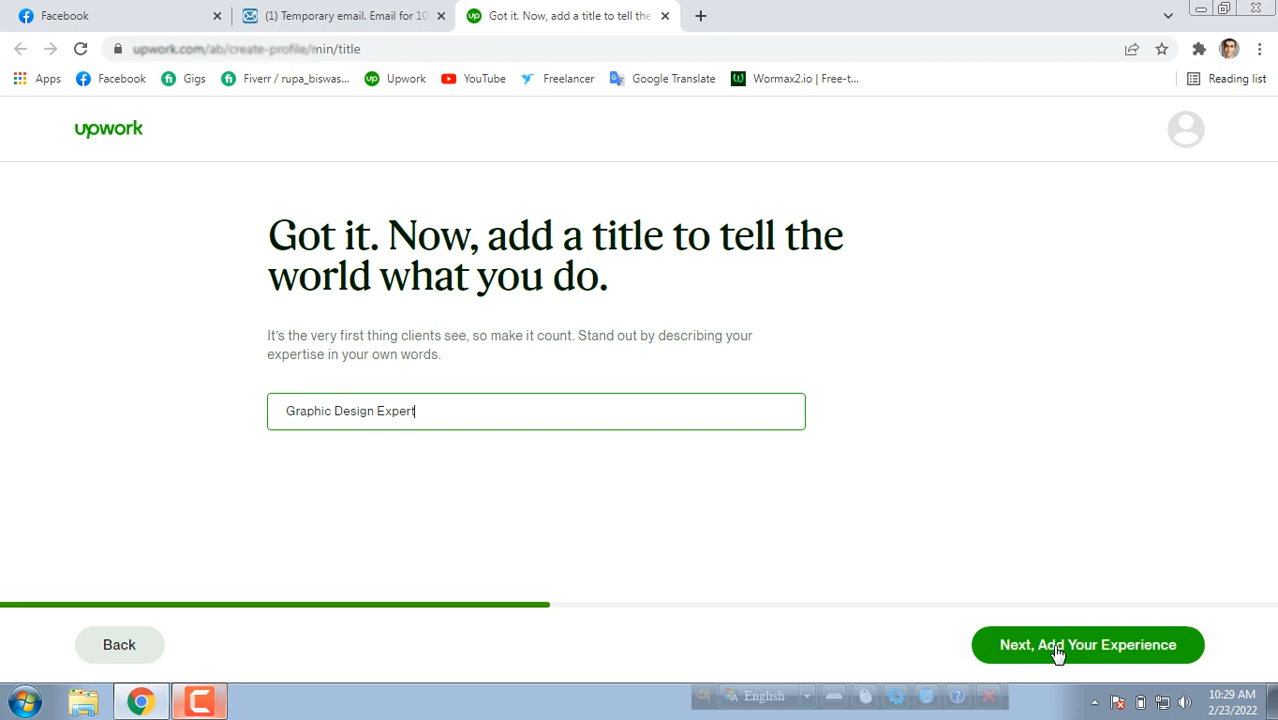 Facebook
(1) Temporary email. Email for 10
Got it. Now, add a title to tell the
upwork.com/ab/create-profile/min/title
Apps
Facebook
Gigs
Fiverr / rupa_biswas...
Upwork
YouTube
Freelancer
Google Translate
Wormax2.io | Free-t...
Reading list
upwork
Got it. Now, add a title to tell the
world what you do.
It's the very first thing clients see, so make it count. Stand out by describing your
expertise in your own words.
Graphic Design Expert
Back
Next, Add Your Experience
English
10:29 AM
2/23/2022